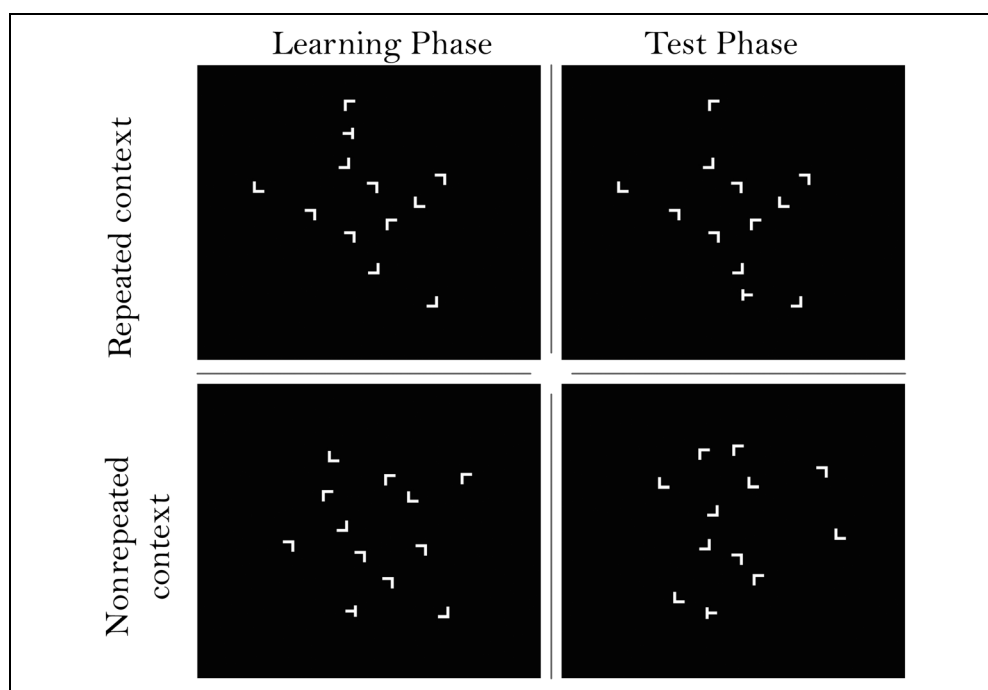 Learning Phase
Test Phase
Repeated context
Nonrepeated
context